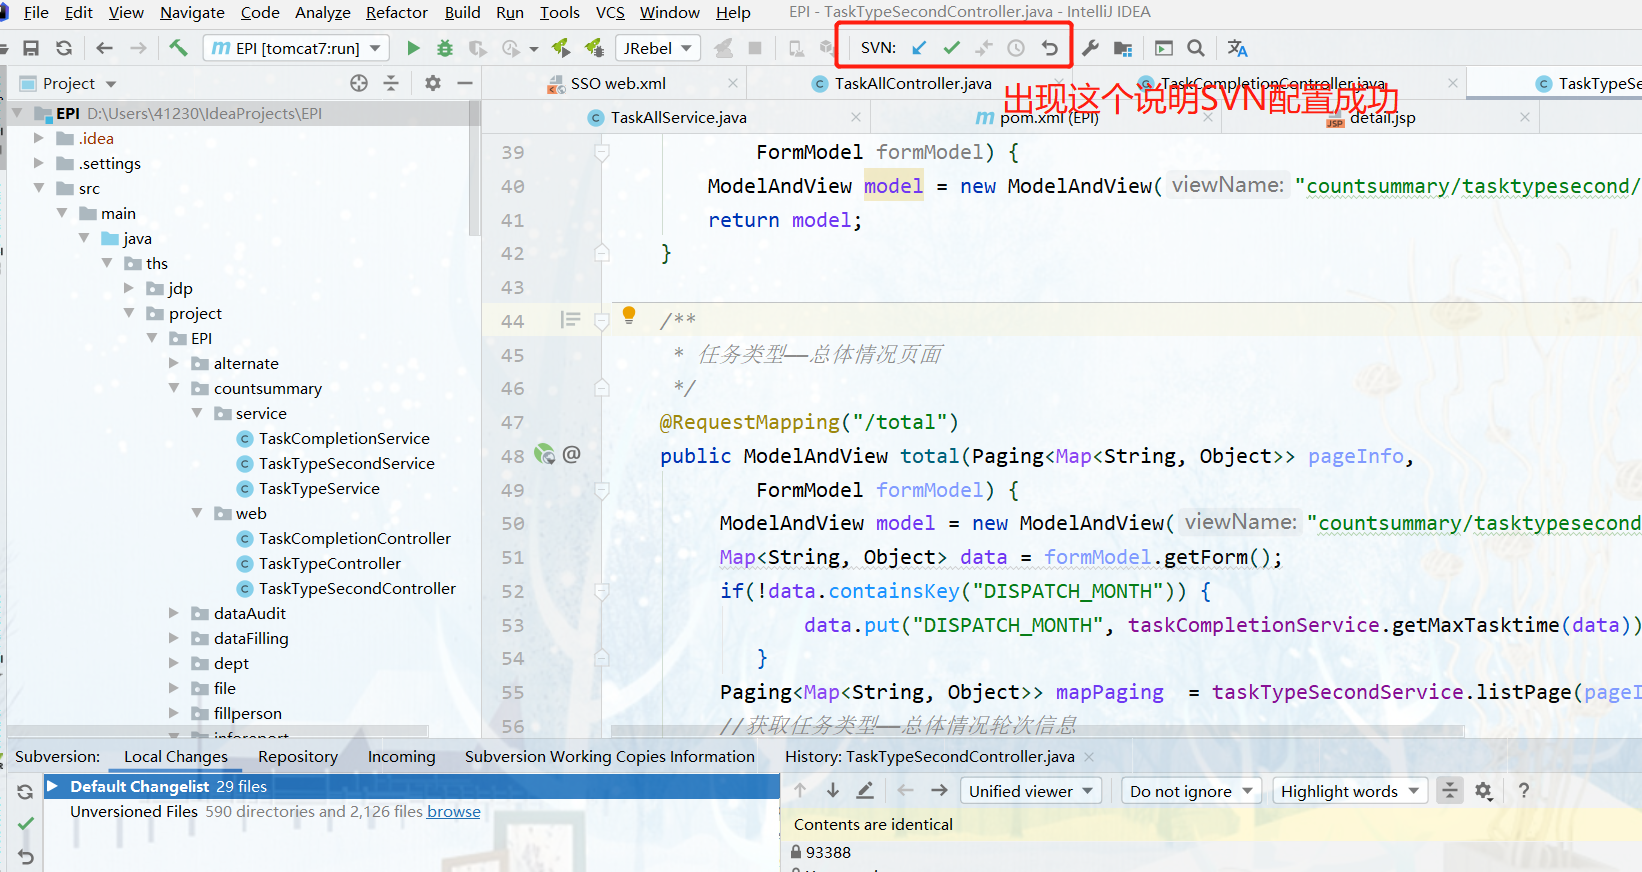 File Edit View Navigate Code Analyze Refactor Build Run Tools VCS Window Help EPI - TaskTypeSecondController.java - IntelliJ IDEA
EPI [tomcat7:run] JRebel SVN:
Project
SSO web.xml TaskAllController.java TaskCompletionController.java TaskTypeSe
出现这个说明SVN配置成功
TaskAllService.java pom.xml (EPI) detail.jsp
EPI D:\Users\41230\IdeaProjects\EPI
.idea
.settings
src
main
java
ths
jdp
project
EPI
alternate
countsummary
service
TaskCompletionService
TaskTypeSecondService
TaskTypeService
web
TaskCompletionController
TaskTypeController
TaskTypeSecondController
dataAudit
dataFilling
dept
file
fillperson
inforeport
39 FormModel formModel) {
40 ModelAndView model = new ModelAndView( viewName: "countsummary/tasktypesecond/
41 return model;
42 }
43
44 /**
45 * 任务类型——总体情况页面
46 */
47 @RequestMapping("/total")
48 public ModelAndView total(Paging<Map<String, Object>> pageInfo,
49 FormModel formModel) {
50 ModelAndView model = new ModelAndView( viewName: "countsummary/tasktypesecond
51 Map<String, Object> data = formModel.getForm();
52 if(!data.containsKey("DISPATCH_MONTH")) {
53 data.put("DISPATCH_MONTH", taskCompletionService.getMaxTasktime(data))
54 }
55 Paging<Map<String, Object>> mapPaging = taskTypeSecondService.listPage(pageI
56 //获取任务类型——总体情况轮次信息
Subversion: Local Changes Repository Incoming Subversion Working Copies Information
Default Changelist 29 files
Unversioned Files 590 directories and 2,126 files browse
History: TaskTypeSecondController.java
Unified viewer Do not ignore Highlight words ?
Contents are identical
93388